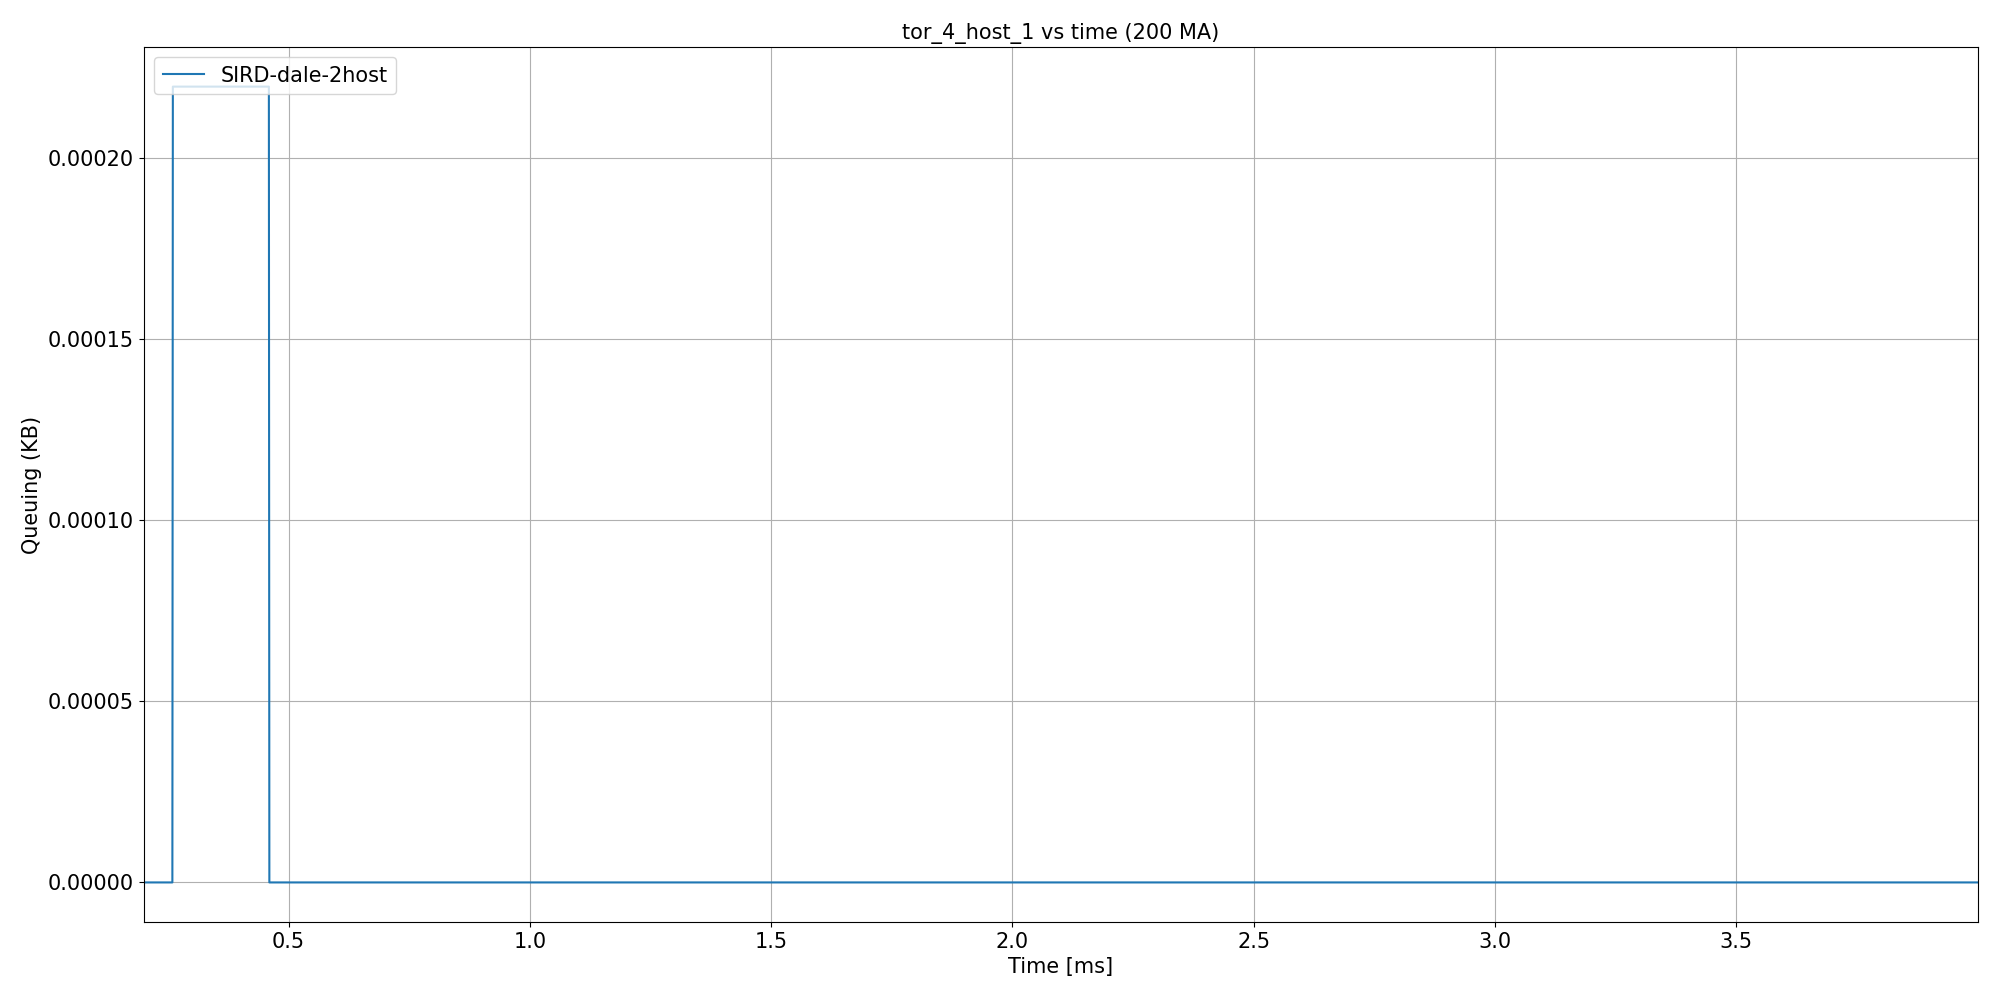 tor_4_host_1 vs time (200 MA)
SIRD-dale-2host
Queuing (KB)
0.00020
0.00015
0.00010
0.00005
0.00000
0.5 1.0 1.5 2.0 2.5 3.0 3.5
Time [ms]